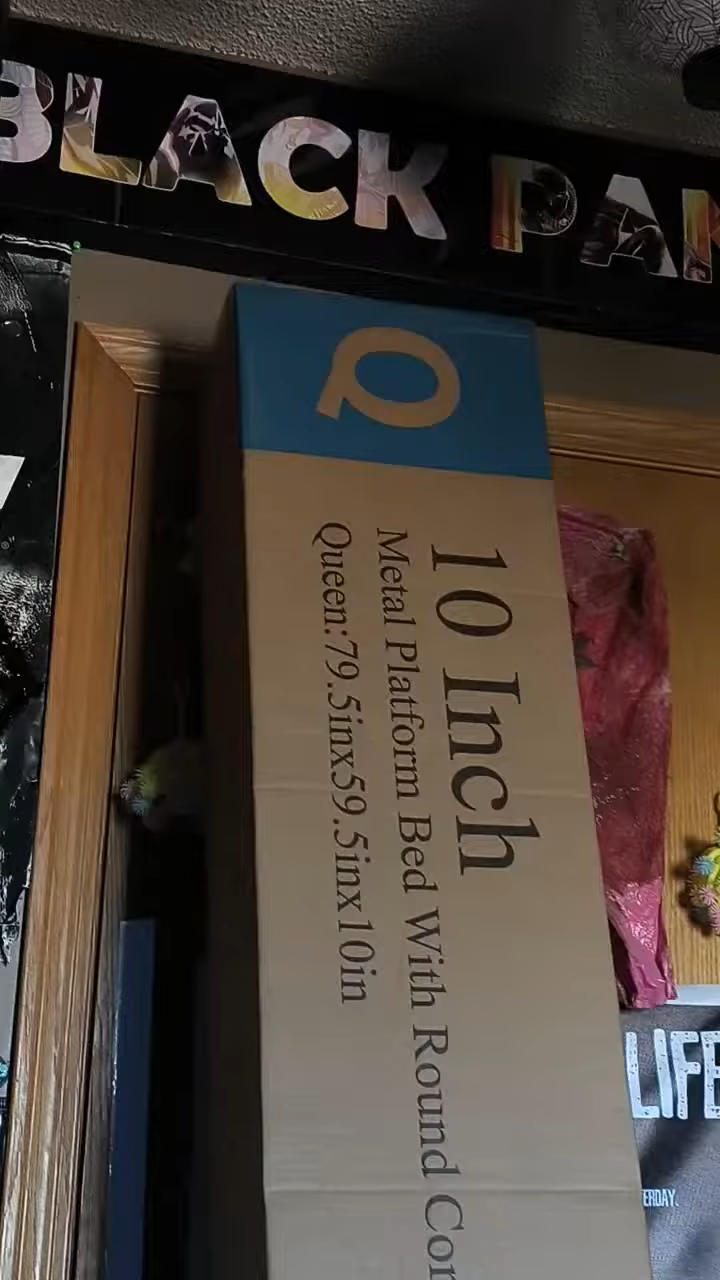 BLACK PAN
Q
10 Inch
Metal Platform Bed With Round Cor
Queen:79.5inx59.5inx10in
LIFE
ERDAY.